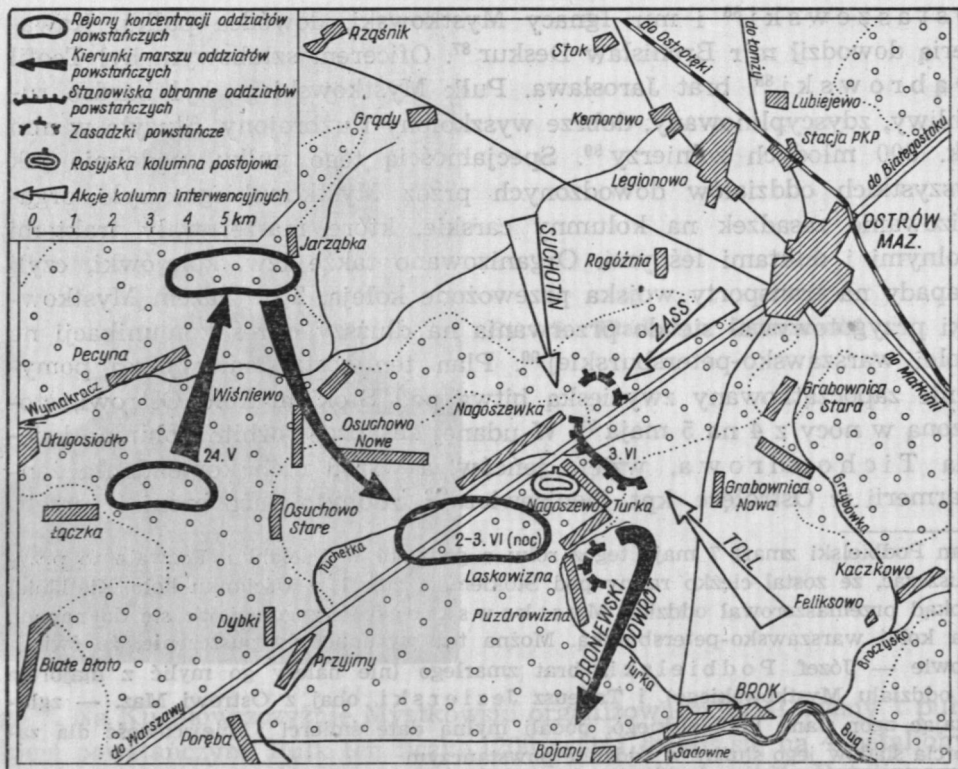 Rejony koncentracji oddziałów
powstańczych
Kierunki marszu oddziałów
powstańczych
Stanowiska obronne oddziałów
powstańczych
Zasadzki powstańcze
Rosyjska kolumna postojowa
Akcje kolumn interwencyjnych
0 1 2 3 4 5 km
Rząśnik
Grądy
Stok
do Ostrołęki
do Łomży
Komorowo
Lubiejewo
Stacja PKP
do Białegostoku
Legionowo
OSTRÓW
MAZ.
Jarząbka
SUCHOTIN
Rogóźnia
KLASS
do Małkini
Pecyna
Wymakracz
Wiśniewo
Długosiodło
24.V
Osuchowo
Nowe
Nagoszewka
3.VI
Grabownica
Stara
Grabownica
Nowa
Grzybówka
Łączka
Osuchowo
Stare
Tuchełka
2-3. VI (noc)
Nagoszewo
Turka
TOLL
Kaczkowo
Feliksowo
Laskowizna
Puzdrowizna
BRONIEWSKI
ODWRÓT
Dybki
Przyjmy
Białe Błoto
Turka
BROK
do Warszawy
Poręba
Bojany
Sadowne
Bug